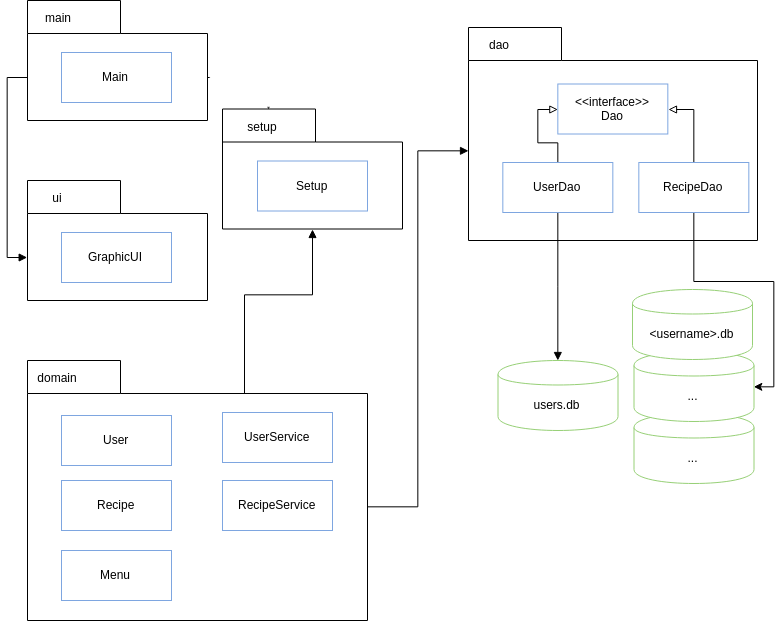 main
Main
setup
Setup
ui
GraphicUI
dao
<<interface>>
Dao
UserDao
RecipeDao
users.db
<username>.db
...
...
domain
User
UserService
Recipe
RecipeService
Menu